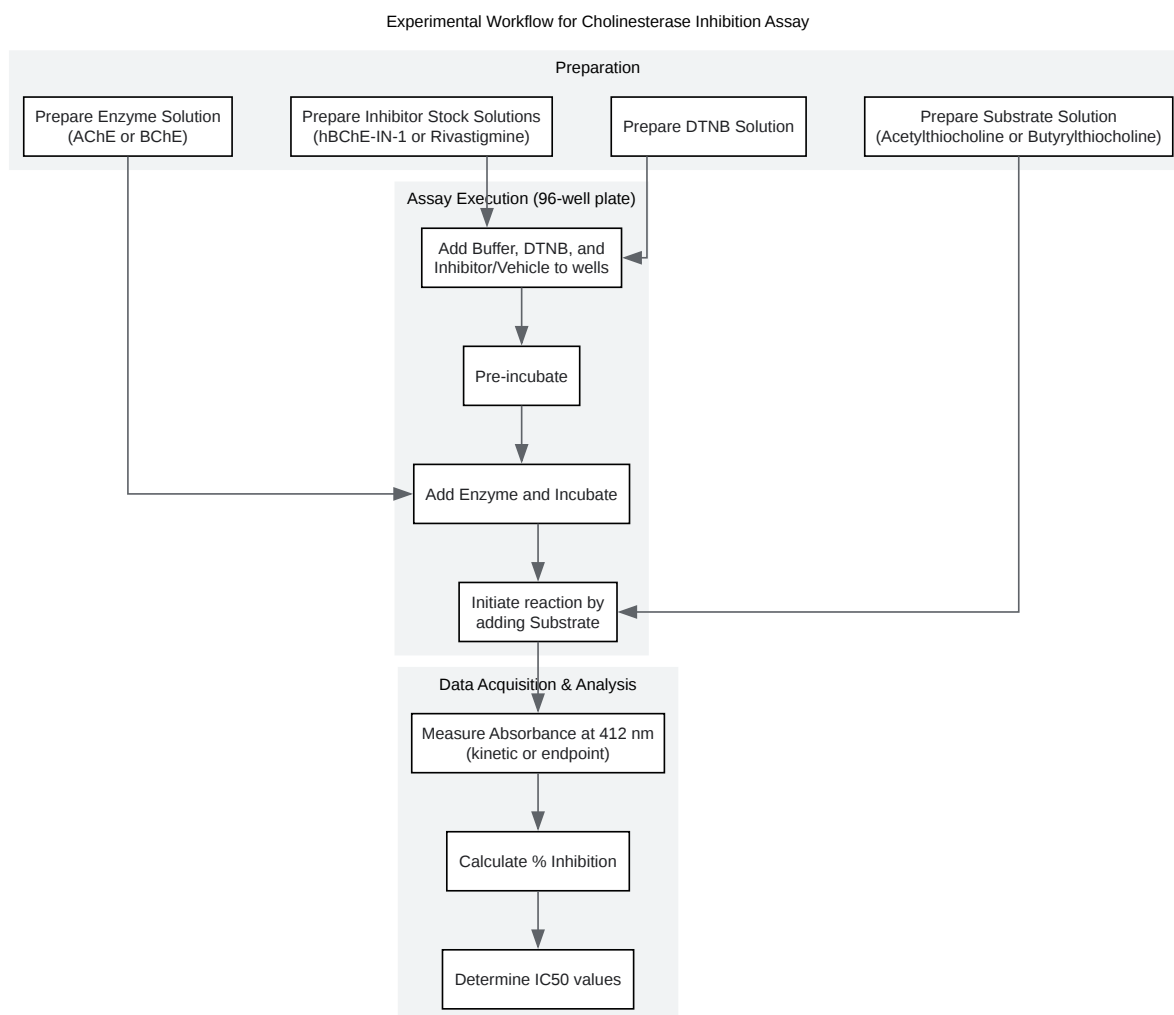 Experimental Workflow for Cholinesterase Inhibition Assay
Preparation
Prepare Enzyme Solution
(AChE or BChE)
Prepare Inhibitor Stock Solutions
(hBChE-IN-1 or Rivastigmine)
Prepare DTNB Solution
Prepare Substrate Solution
(Acetylthiocholine or Butyrylthiocholine)
Assay Execution (96-well plate)
Add Buffer, DTNB, and
Inhibitor/Vehicle to wells
Pre-incubate
Add Enzyme and Incubate
Initiate reaction by
adding Substrate
Data Acquisition & Analysis
Measure Absorbance at 412 nm
(kinetic or endpoint)
Calculate % Inhibition
Determine IC50 values